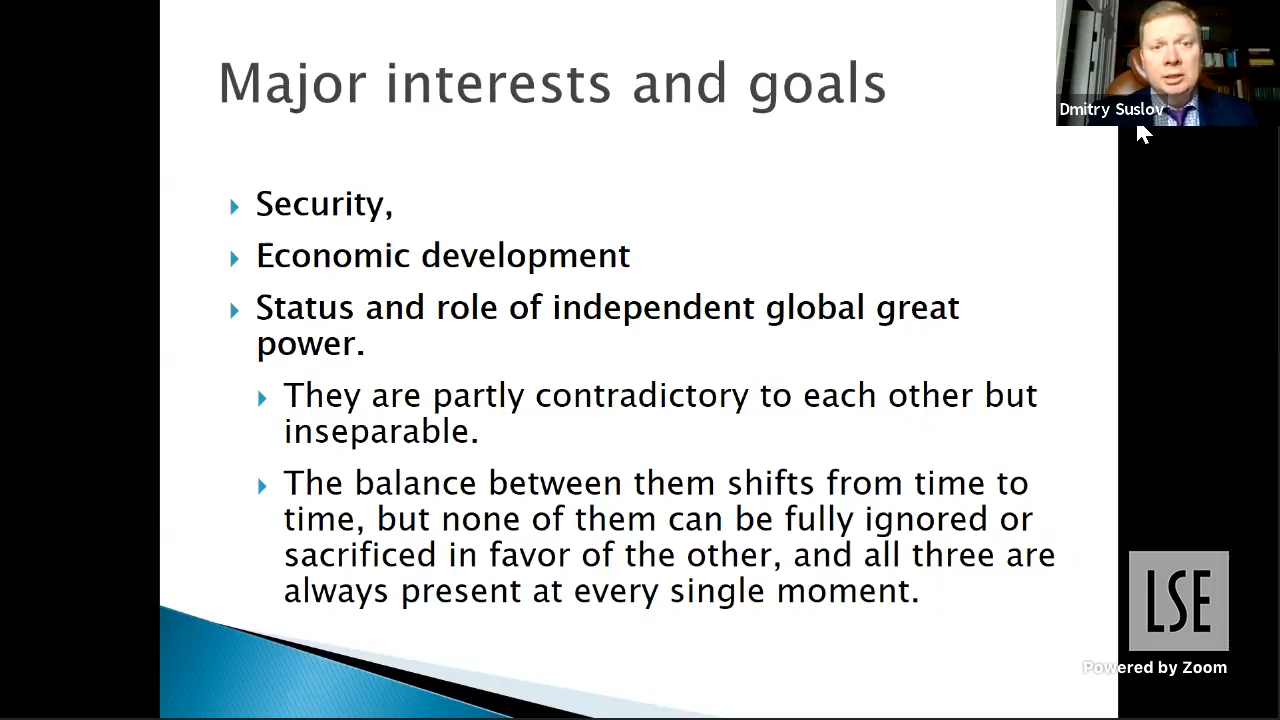 Major interests and goals
Dmitry Suslov
Security,
Economic development
Status and role of independent global great
power.
They are partly contradictory to each other but
inseparable.
The balance between them shifts from time to
time, but none of them can be fully ignored or
sacrificed in favor of the other, and all three are
always present at every single moment.
LSE
Powered by Zoom